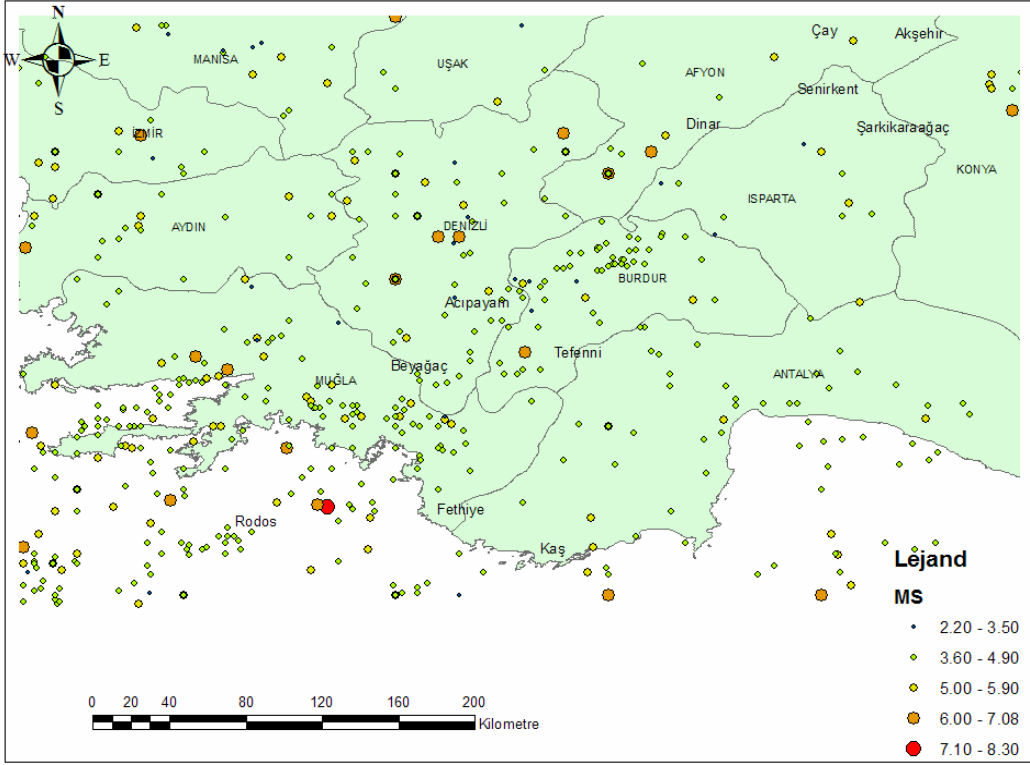 N
W E
S
MANİSA
UŞAK
AFYON
Çay
Akşehir
Senirkent
İZMİR
Dinar
Şarkikaraağaç
KONYA
ISPARTA
AYDIN
DENİZLİ
BURDUR
Acıpayam
Tefenni
Beyağaç
MUĞLA
ANTALYA
Fethiye
Rodos
Kaş
Lejand
MS
2.20 - 3.50
3.60 - 4.90
5.00 - 5.90
6.00 - 7.08
7.10 - 8.30
0 20 40 80 120 160 200
Kilometre